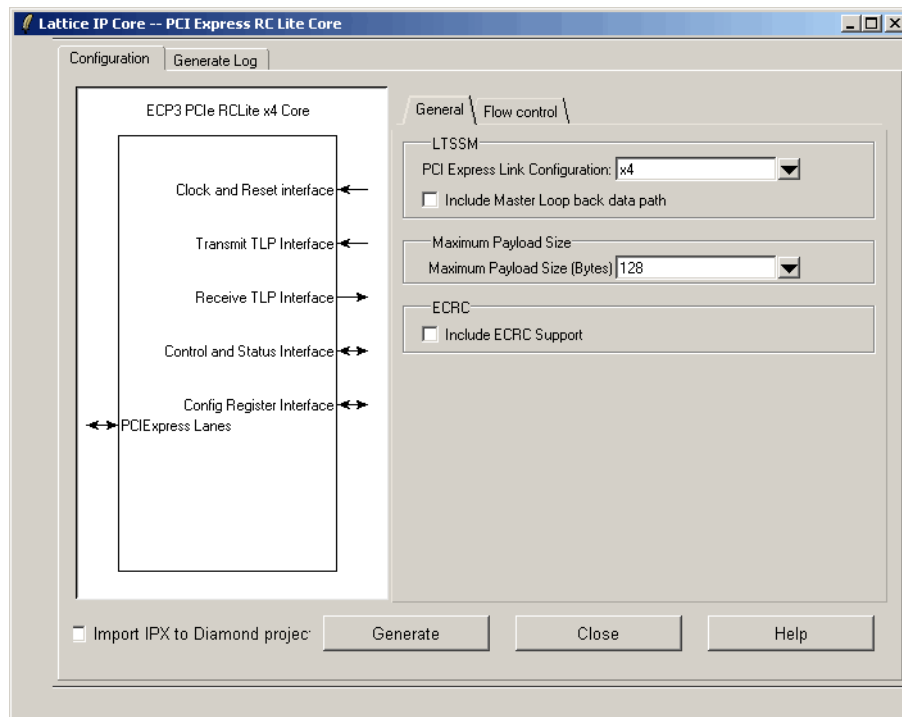 Lattice IP Core -- PCI Express RC Lite Core
Configuration
Generate Log
ECP3 PCIe RCLite x4 Core
Clock and Reset interface
Transmit TLP Interface
Receive TLP Interface
Control and Status Interface
Config Register Interface
PCIExpress Lanes
General
Flow control
LTSSM
PCI Express Link Configuration: x4
Include Master Loop back data path
Maximum Payload Size
Maximum Payload Size (Bytes) 128
ECRC
Include ECRC Support
Import IPX to Diamond projec
Generate
Close
Help